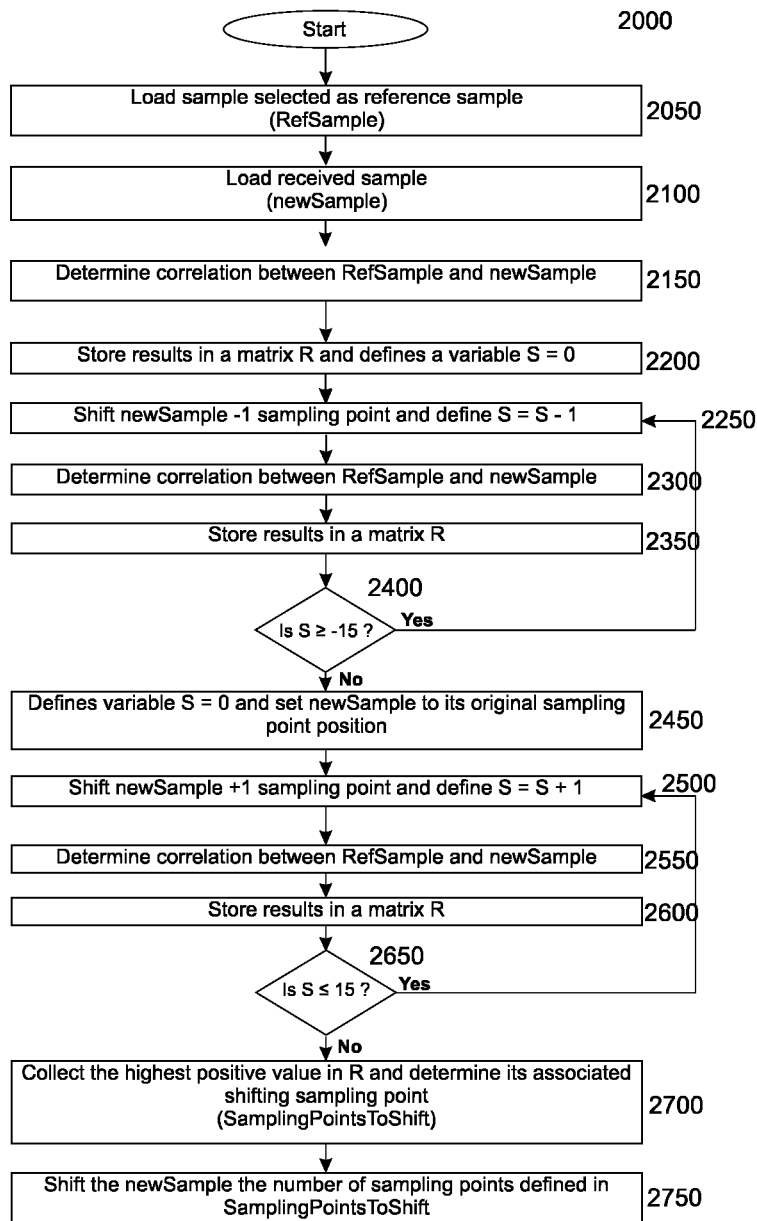 Start
2000
Load sample selected as reference sample
(RefSample)
2050
Load received sample
(newSample)
2100
Determine correlation between RefSample and newSample
2150
Store results in a matrix R and defines a variable S = 0
2200
Shift newSample -1 sampling point and define S = S - 1
2250
Determine correlation between RefSample and newSample
2300
Store results in a matrix R
2350
2400
Is S ≥ -15 ?
Yes
No
Defines variable S = 0 and set newSample to its original sampling
point position
2450
Shift newSample +1 sampling point and define S = S + 1
2500
Determine correlation between RefSample and newSample
2550
Store results in a matrix R
2600
2650
Is S ≤ 15 ?
Yes
No
Collect the highest positive value in R and determine its associated
shifting sampling point
(SamplingPointsToShift)
2700
Shift the newSample the number of sampling points defined in
SamplingPointsToShift
2750